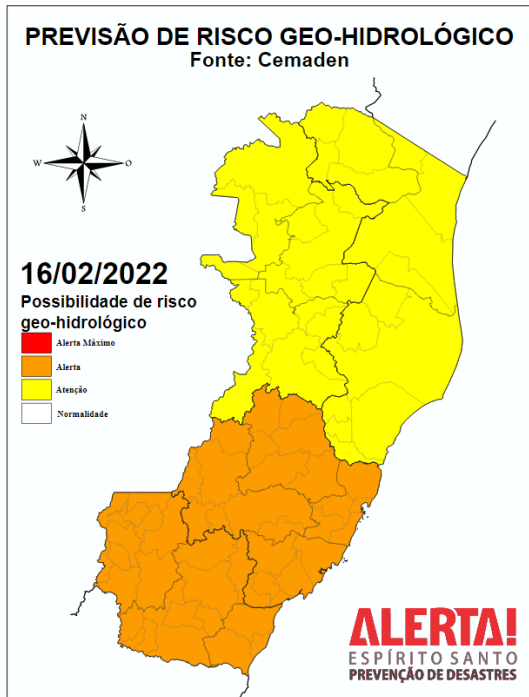 PREVISÃO DE RISCO GEO-HIDROLÓGICO
Fonte: Cemaden
N
W
O
S
16/02/2022
Possibilidade de risco
geo-hidrológico
Alerta Máximo
Alerta
Atenção
Normalidade
ALERTA!
ESPÍRITO SANTO
PREVENÇÃO DE DESASTRES